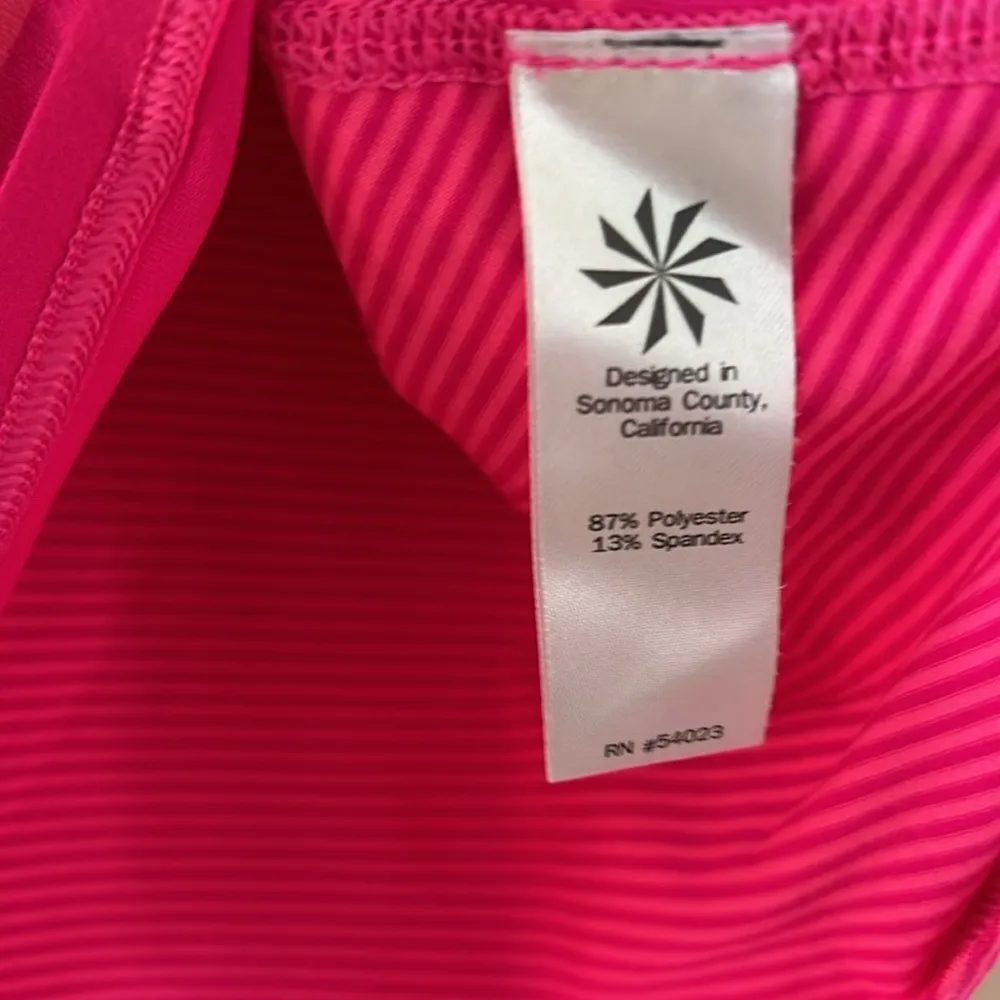 Designed in
Sonoma County,
California
87% Polyester
13% Spandex
RN #54023